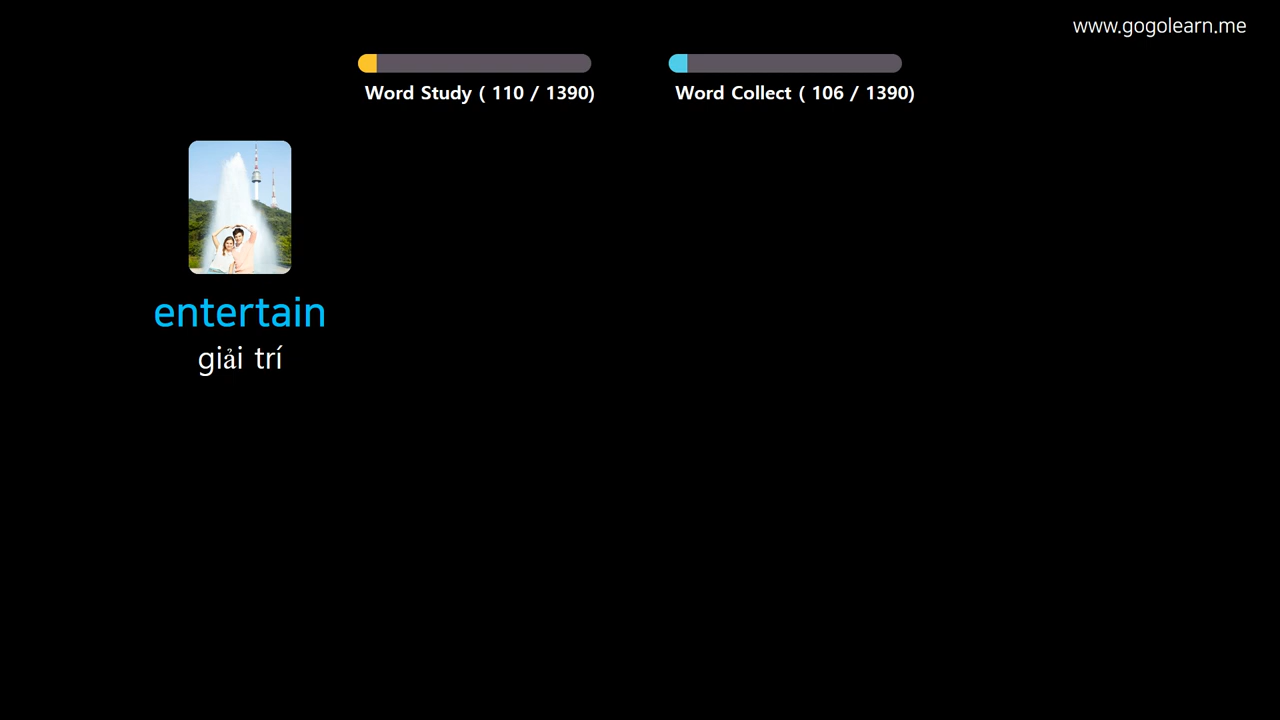 www.gogolearn.me
Word Study ( 110 / 1390)
Word Collect ( 106 / 1390)
entertain
giải trí